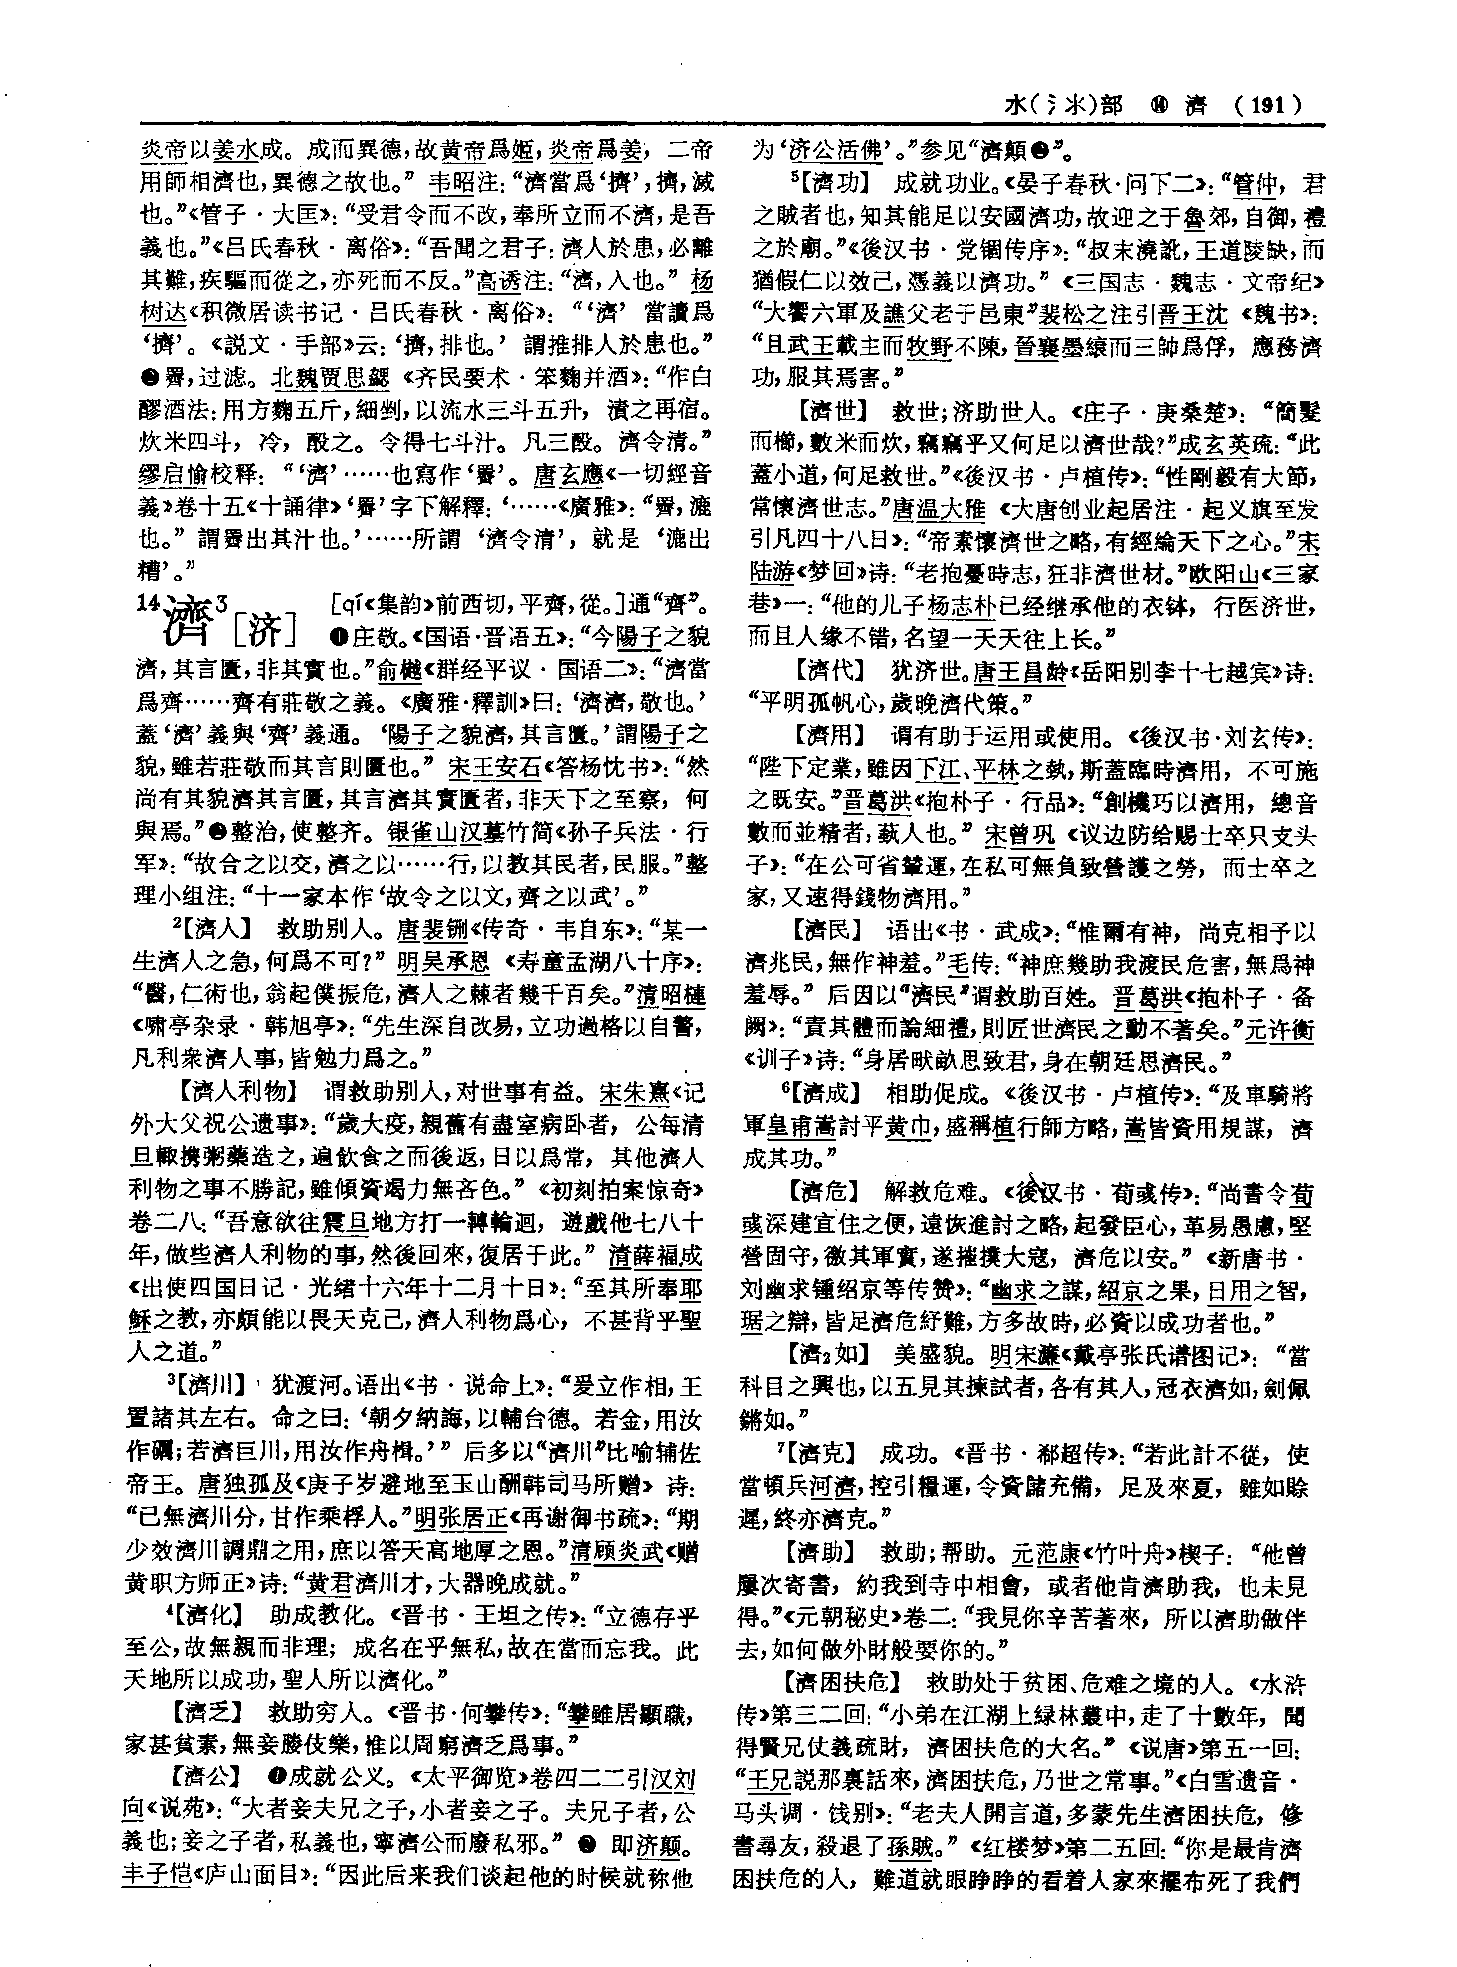 水(氵氺)部 ⑭ 濟 (191)
炎帝以姜水成。成而異德,故黄帝爲姬,炎帝爲姜,二帝
用師相濟也,異德之故也。”韦昭注:“濟當爲‘擠’,擠,滅
也。”《管子·大匡》:“受君令而不改,奉所立而不濟,是吾
義也。”《吕氏春秋·离俗》:“吾聞之君子:濟人於患,必離
其難,疾驅而從之,亦死而不反。”高诱注:“濟,入也。”杨
树达《积微居读书记·吕氏春秋·离俗》:“‘濟’當讀爲
‘擠’。《説文·手部》云:‘擠,排也。’謂推排人於患也。”
●䍤,过滤。北魏贾思勰《齐民要术·笨麴并酒》:“作白
醪酒法:用方麴五斤,細剉,以流水三斗五升,漬之再宿。
炊米四斗,冷,酘之。令得七斗汁。凡三酘。濟令清。”
缪启愉校释:“‘濟’……也寫作‘䍤’。唐玄應《一切經音
義》卷十五《十誦律》‘䍤’字下解釋:‘……《廣雅》:“䍤,漉
也。”謂䍤出其汁也。’……所謂‘濟令清’,就是‘漉出
糟’。”
14濟3[济] [qí《集韵》前西切,平齊,從。]通“齊”。
❶庄敬。《国语·晋语五》:“今陽子之貌
濟,其言匱,非其實也。”俞樾《群经平议·国语二》:“濟當
爲齊……齊有莊敬之義。《廣雅·釋訓》曰:‘濟濟,敬也。’
蓋‘濟’義與‘齊’義通。‘陽子之貌濟,其言匱。’謂陽子之
貌,雖若莊敬而其言則匱也。”宋王安石《答杨忱书》:“然
尚有其貌濟其言匱,其言濟其實匱者,非天下之至察,何
與焉。”❷整治,使整齐。银雀山汉墓竹简《孙子兵法·行
军》:“故合之以交,濟之以……行,以教其民者,民服。”整
理小组注:“十一家本作‘故令之以文,齊之以武’。”
2【濟人】 救助别人。唐裴铏《传奇·韦自东》:“某一
生濟人之急,何爲不可?”明吴承恩《寿童孟湖八十序》:
“醫,仁術也,翁起僕振危,濟人之棘者幾千百矣。”清昭槤
《啸亭杂录·韩旭亭》:“先生深自改易,立功過格以自警,
凡利衆濟人事,皆勉力爲之。”
【濟人利物】 谓救助别人,对世事有益。宋朱熹《记
外大父祝公遗事》:“歲大疫,親舊有盡室病卧者,公每清
旦輒携粥藥造之,遍飲食之而後返,日以爲常,其他濟人
利物之事不勝記,雖傾資竭力無吝色。”《初刻拍案惊奇》
卷二八:“吾意欲往震旦地方打一轉輪迴,遊戲他七八十
年,做些濟人利物的事,然後回來,復居于此。”清薛福成
《出使四国日记·光绪十六年十二月十日》:“至其所奉耶
穌之教,亦頗能以畏天克己,濟人利物爲心,不甚背乎聖
人之道。”
3【濟川】 犹渡河。语出《书·说命上》:“爰立作相,王
置諸其左右。命之曰:‘朝夕納誨,以輔台德。若金,用汝
作礪;若濟巨川,用汝作舟楫。’”后多以“濟川”比喻辅佐
帝王。唐独孤及《庚子岁避地至玉山酬韩司马所赠》诗:
“已無濟川分,甘作乘桴人。”明张居正《再谢御书疏》:“期
少效濟川調鼎之用,庶以答天高地厚之恩。”清顾炎武《赠
黄职方师正》诗:“黄君濟川才,大器晚成就。”
4【濟化】 助成教化。《晋书·王坦之传》:“立德存乎
至公,故無親而非理;成名在乎無私,故在當而忘我。此
天地所以成功,聖人所以濟化。”
【濟乏】 救助穷人。《晋书·何攀传》:“攀雖居顯職,
家甚貧素,無妾媵伎樂,惟以周窮濟乏爲事。”
【濟公】 ❶成就公义。《太平御览》卷四二二引汉刘
向《说苑》:“大者妾夫兄之子,小者妾之子。夫兄子者,公
義也;妾之子者,私義也,寧濟公而廢私邪。”❷ 即济颠。
丰子恺《庐山面目》:“因此后来我们谈起他的时候就称他
为‘济公活佛’。”参见“濟顛❷”。
5【濟功】 成就功业。《晏子春秋·问下二》:“管仲,君
之賊者也,知其能足以安國濟功,故迎之于魯郊,自御,禮
之於廟。”《後汉书·党锢传序》:“叔末澆訛,王道陵缺,而
猶假仁以效己,憑義以濟功。”《三国志·魏志·文帝纪》
“大饗六軍及譙父老于邑東”裴松之注引晋王沈《魏书》:
“且武王載主而牧野不陳,晉襄墨縗而三帥爲俘,應務濟
功,服其焉害。”
【濟世】 救世;济助世人。《庄子·庚桑楚》:“簡髮
而櫛,數米而炊,竊竊乎又何足以濟世哉?”成玄英疏:“此
蓋小道,何足救世。”《後汉书·卢植传》:“性剛毅有大節,
常懷濟世志。”唐温大雅《大唐创业起居注·起义旗至发
引凡四十八日》:“帝素懷濟世之略,有經綸天下之心。”宋
陆游《梦回》诗:“老抱憂時志,狂非濟世材。”欧阳山《三家
巷》一:“他的儿子杨志朴已经继承他的衣钵,行医济世,
而且人缘不错,名望一天天往上长。”
【濟代】 犹济世。唐王昌龄《岳阳别李十七越宾》诗:
“平明孤帆心,歲晚濟代策。”
【濟用】 谓有助于运用或使用。《後汉书·刘玄传》:
“陛下定業,雖因下江、平林之埶,斯蓋臨時濟用,不可施
之既安。”晋葛洪《抱朴子·行品》:“創機巧以濟用,總音
數而並精者,藝人也。”宋曾巩《议边防给赐士卒只支头
子》:“在公可省輦運,在私可無負致營護之勞,而士卒之
家,又速得錢物濟用。”
【濟民】 语出《书·武成》:“惟爾有神,尚克相予以
濟兆民,無作神羞。”毛传:“神庶幾助我渡民危害,無爲神
羞辱。”后因以“濟民”谓救助百姓。晋葛洪《抱朴子·备
阙》:“責其體而論細禮,則匠世濟民之勳不著矣。”元许衡
《训子》诗:“身居畎畝思致君,身在朝廷思濟民。”
6【濟成】 相助促成。《後汉书·卢植传》:“及車騎將
軍皇甫嵩討平黄巾,盛稱植行師方略,嵩皆資用規謀,濟
成其功。”
【濟危】 解救危难。《後汉书·荀彧传》:“尚書令荀
彧深建宜住之便,遠恢進討之略,起發臣心,革易愚慮,堅
營固守,徼其軍實,遂摧撲大寇,濟危以安。”《新唐书·
刘幽求锺绍京等传赞》:“幽求之謀,紹京之果,日用之智,
琚之辯,皆足濟危紓難,方多故時,必資以成功者也。”
【濟2如】 美盛貌。明宋濂《戴亭张氏谱图记》:“當
科目之興也,以五見其揀試者,各有其人,冠衣濟如,劍佩
鏘如。”
7【濟克】 成功。《晋书·郗超传》:“若此計不從,使
當頓兵河濟,控引糧運,令資儲充備,足及來夏,雖如賒
遲,終亦濟克。”
【濟助】 救助;帮助。元范康《竹叶舟》楔子:“他曾
屢次寄書,約我到寺中相會,或者他肯濟助我,也未見
得。”《元朝秘史》卷二:“我見你辛苦著來,所以濟助做伴
去,如何做外財般要你的。”
【濟困扶危】 救助处于贫困、危难之境的人。《水浒
传》第三二回:“小弟在江湖上緑林叢中,走了十數年,聞
得賢兄仗義疏財,濟困扶危的大名。”《说唐》第五一回:
“王兄説那裏話來,濟困扶危,乃世之常事。”《白雪遗音·
马头调·饯别》:“老夫人開言道,多蒙先生濟困扶危,修
書尋友,殺退了孫賊。”《红楼梦》第二五回:“你是最肯濟
困扶危的人,難道就眼睁睁的看着人家來擺布死了我們